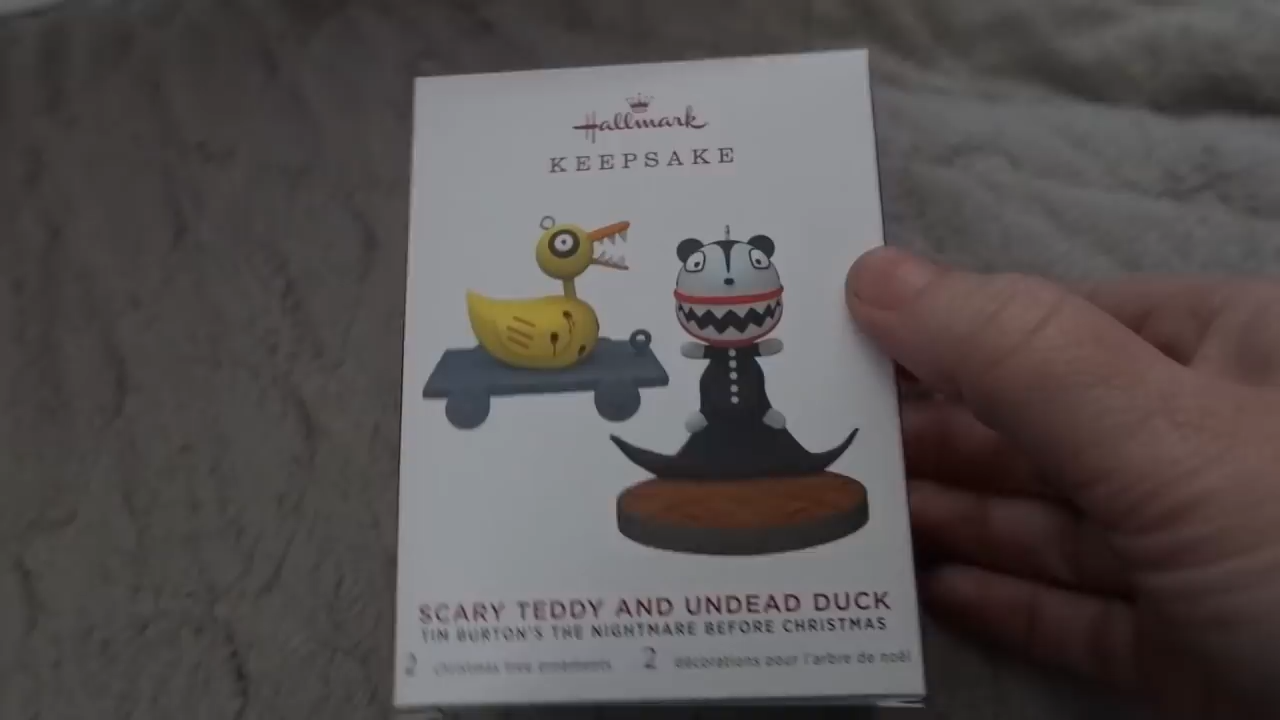 Hallmark
KEEPSAKE
SCARY TEDDY AND UNDEAD DUCK
TIM BURTON'S THE NIGHTMARE BEFORE CHRISTMAS
2 christmas tree ornaments 2 décorations pour l'arbre de noël